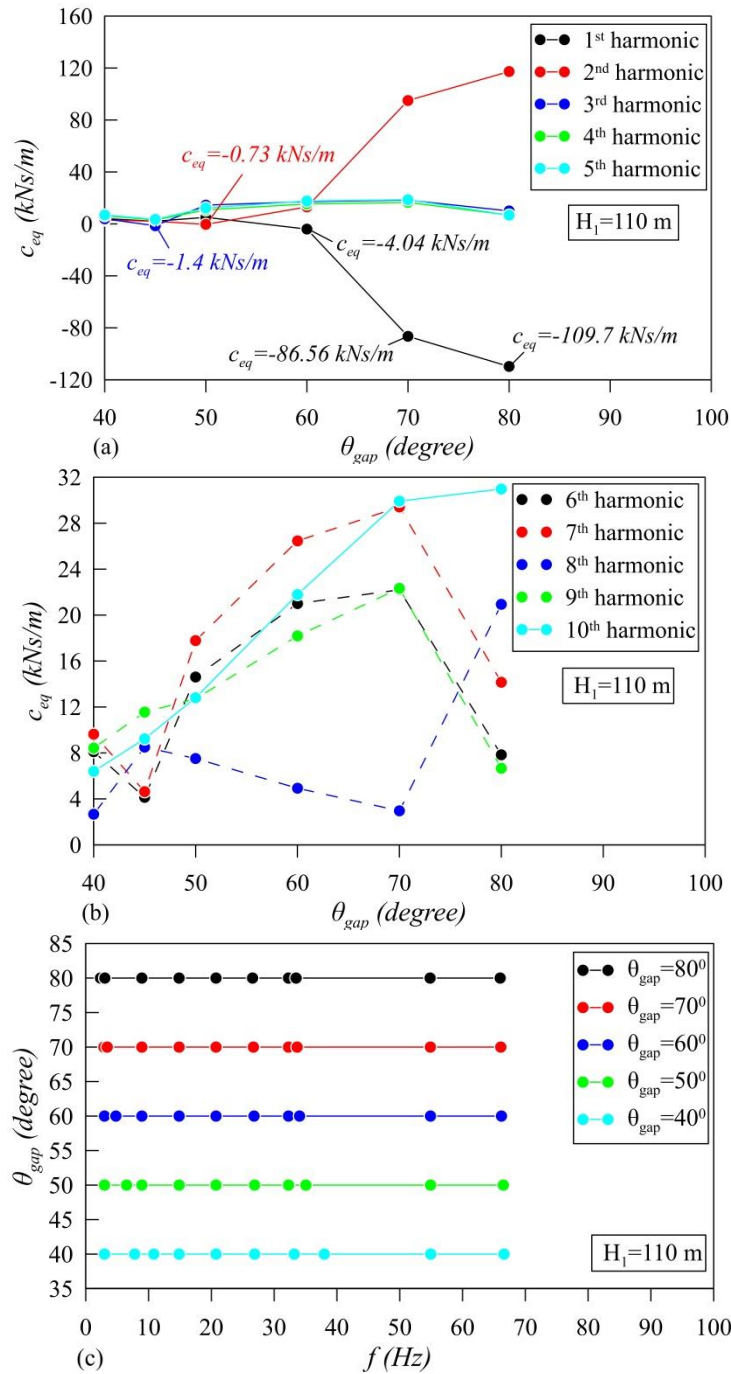 160
120
80
40
0
-40
-80
-120
c_eq (kNs/m)
1st harmonic
2nd harmonic
3rd harmonic
4th harmonic
5th harmonic
c_eq=-0.73 kNs/m
H₁=110 m
c_eq=-4.04 kNs/m
c_eq=-1.4 kNs/m
c_eq=-109.7 kNs/m
c_eq=-86.56 kNs/m
40 50 60 70 80 90 100
(a) θ_gap (degree)
32
28
24
20
16
12
8
4
0
c_eq (kNs/m)
6th harmonic
7th harmonic
8th harmonic
9th harmonic
10th harmonic
H₁=110 m
40 50 60 70 80 90 100
(b) θ_gap (degree)
85
80
75
70
65
60
55
50
45
40
35
θ_gap (degree)
θ_gap=80⁰
θ_gap=70⁰
θ_gap=60⁰
θ_gap=50⁰
θ_gap=40⁰
H₁=110 m
0 10 20 30 40 50 60 70 80 90 100
(c) f (Hz)